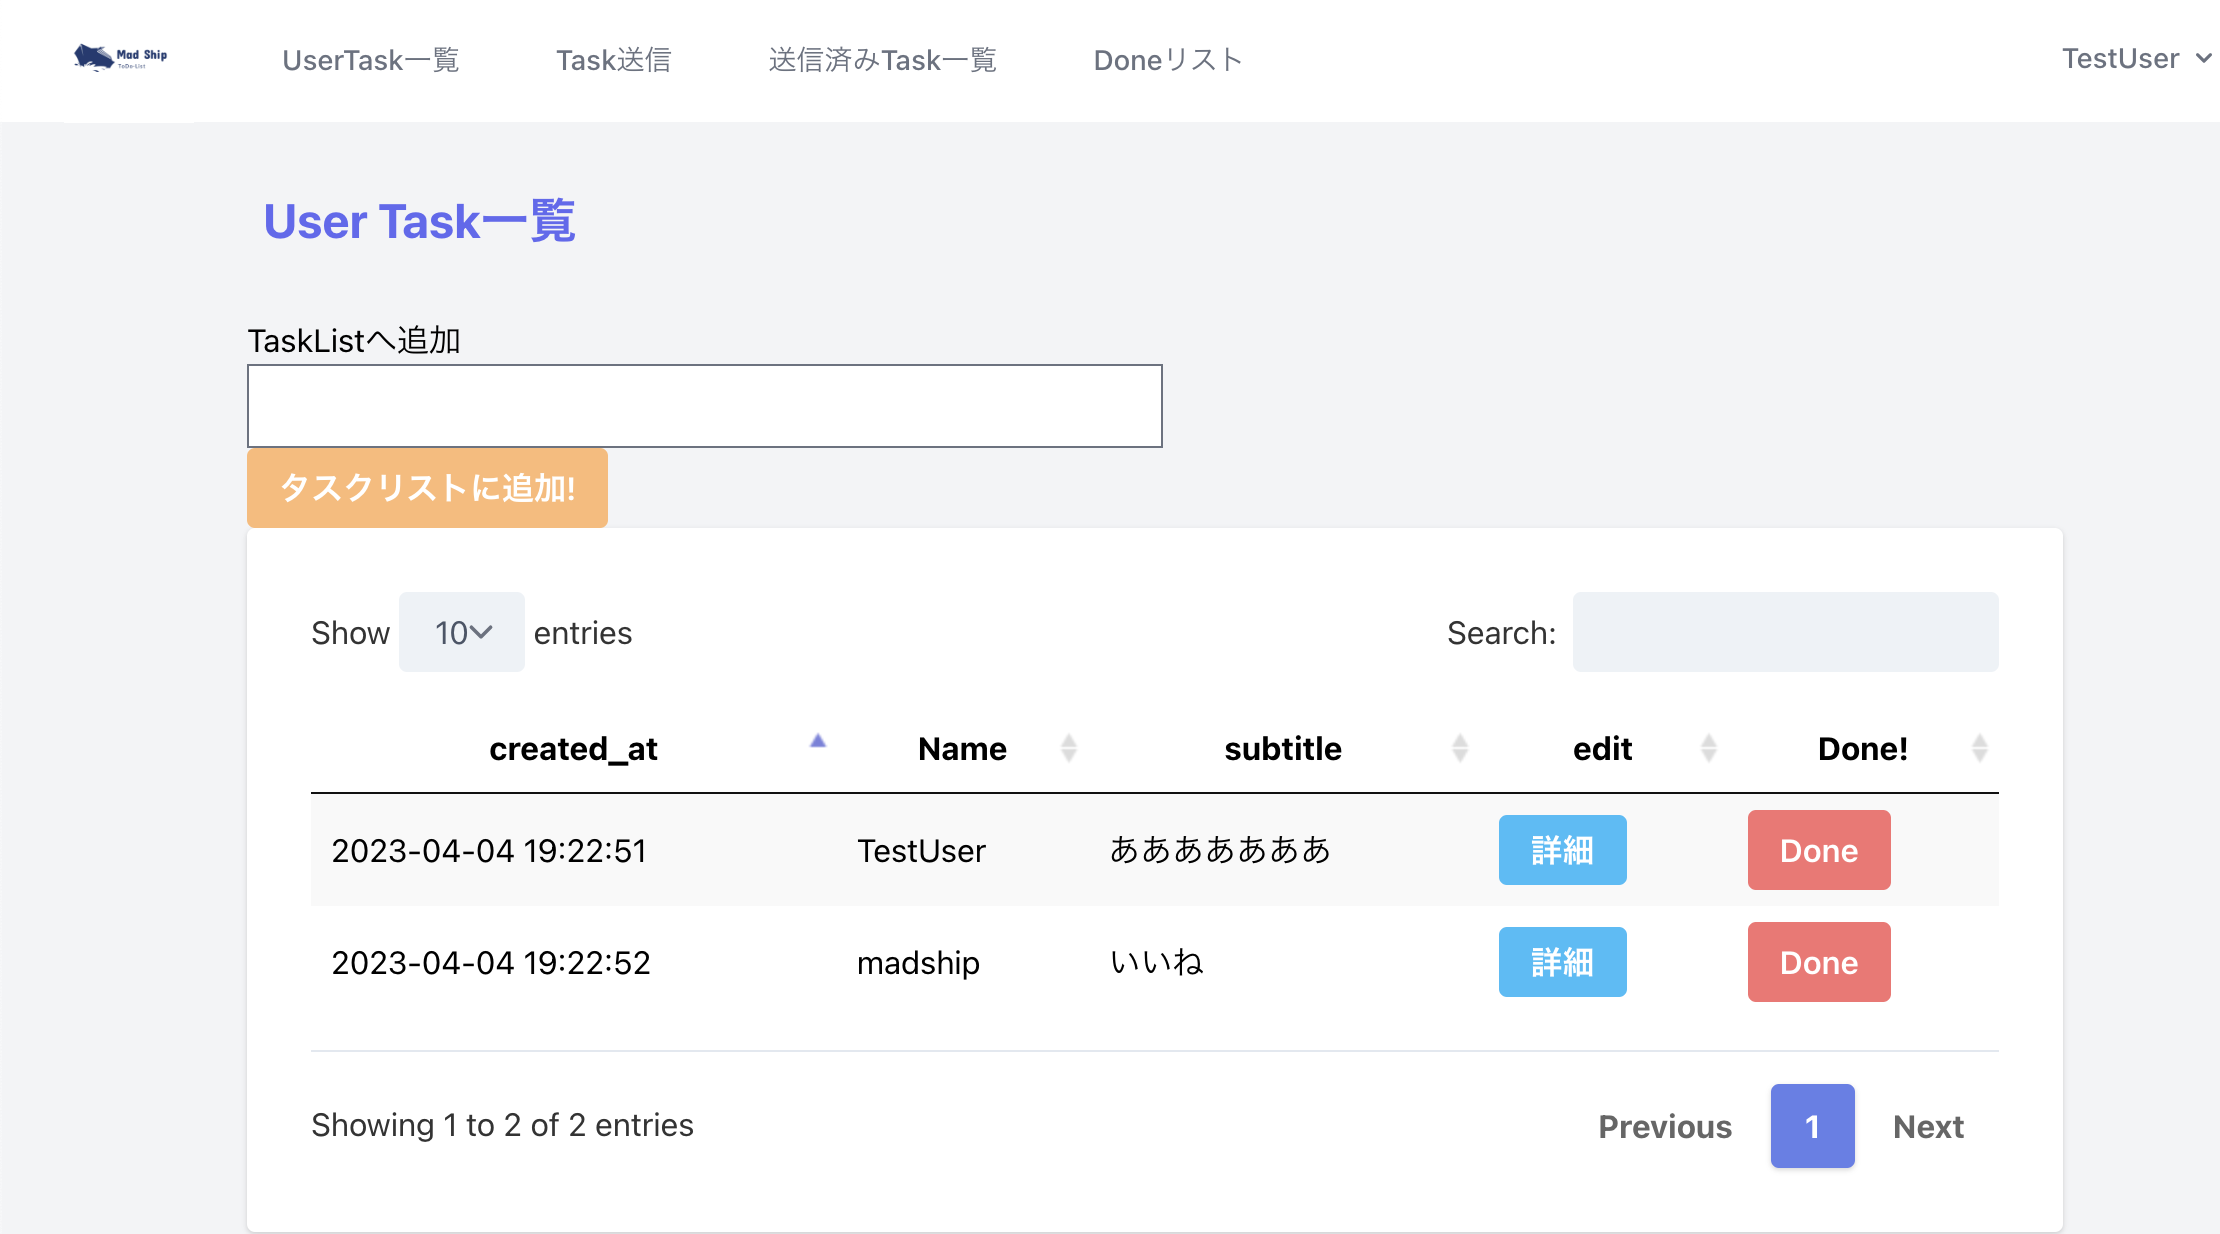 Mad Ship
ToDo-List
UserTask一覧
Task送信
送信済みTask一覧
Doneリスト
TestUser
User Task一覧
TaskListへ追加
タスクリストに追加!
Show 10 entries
Search:
created_at Name subtitle edit Done!
2023-04-04 19:22:51 TestUser あああああああ 詳細 Done
2023-04-04 19:22:52 madship いいね 詳細 Done
Showing 1 to 2 of 2 entries
Previous 1 Next